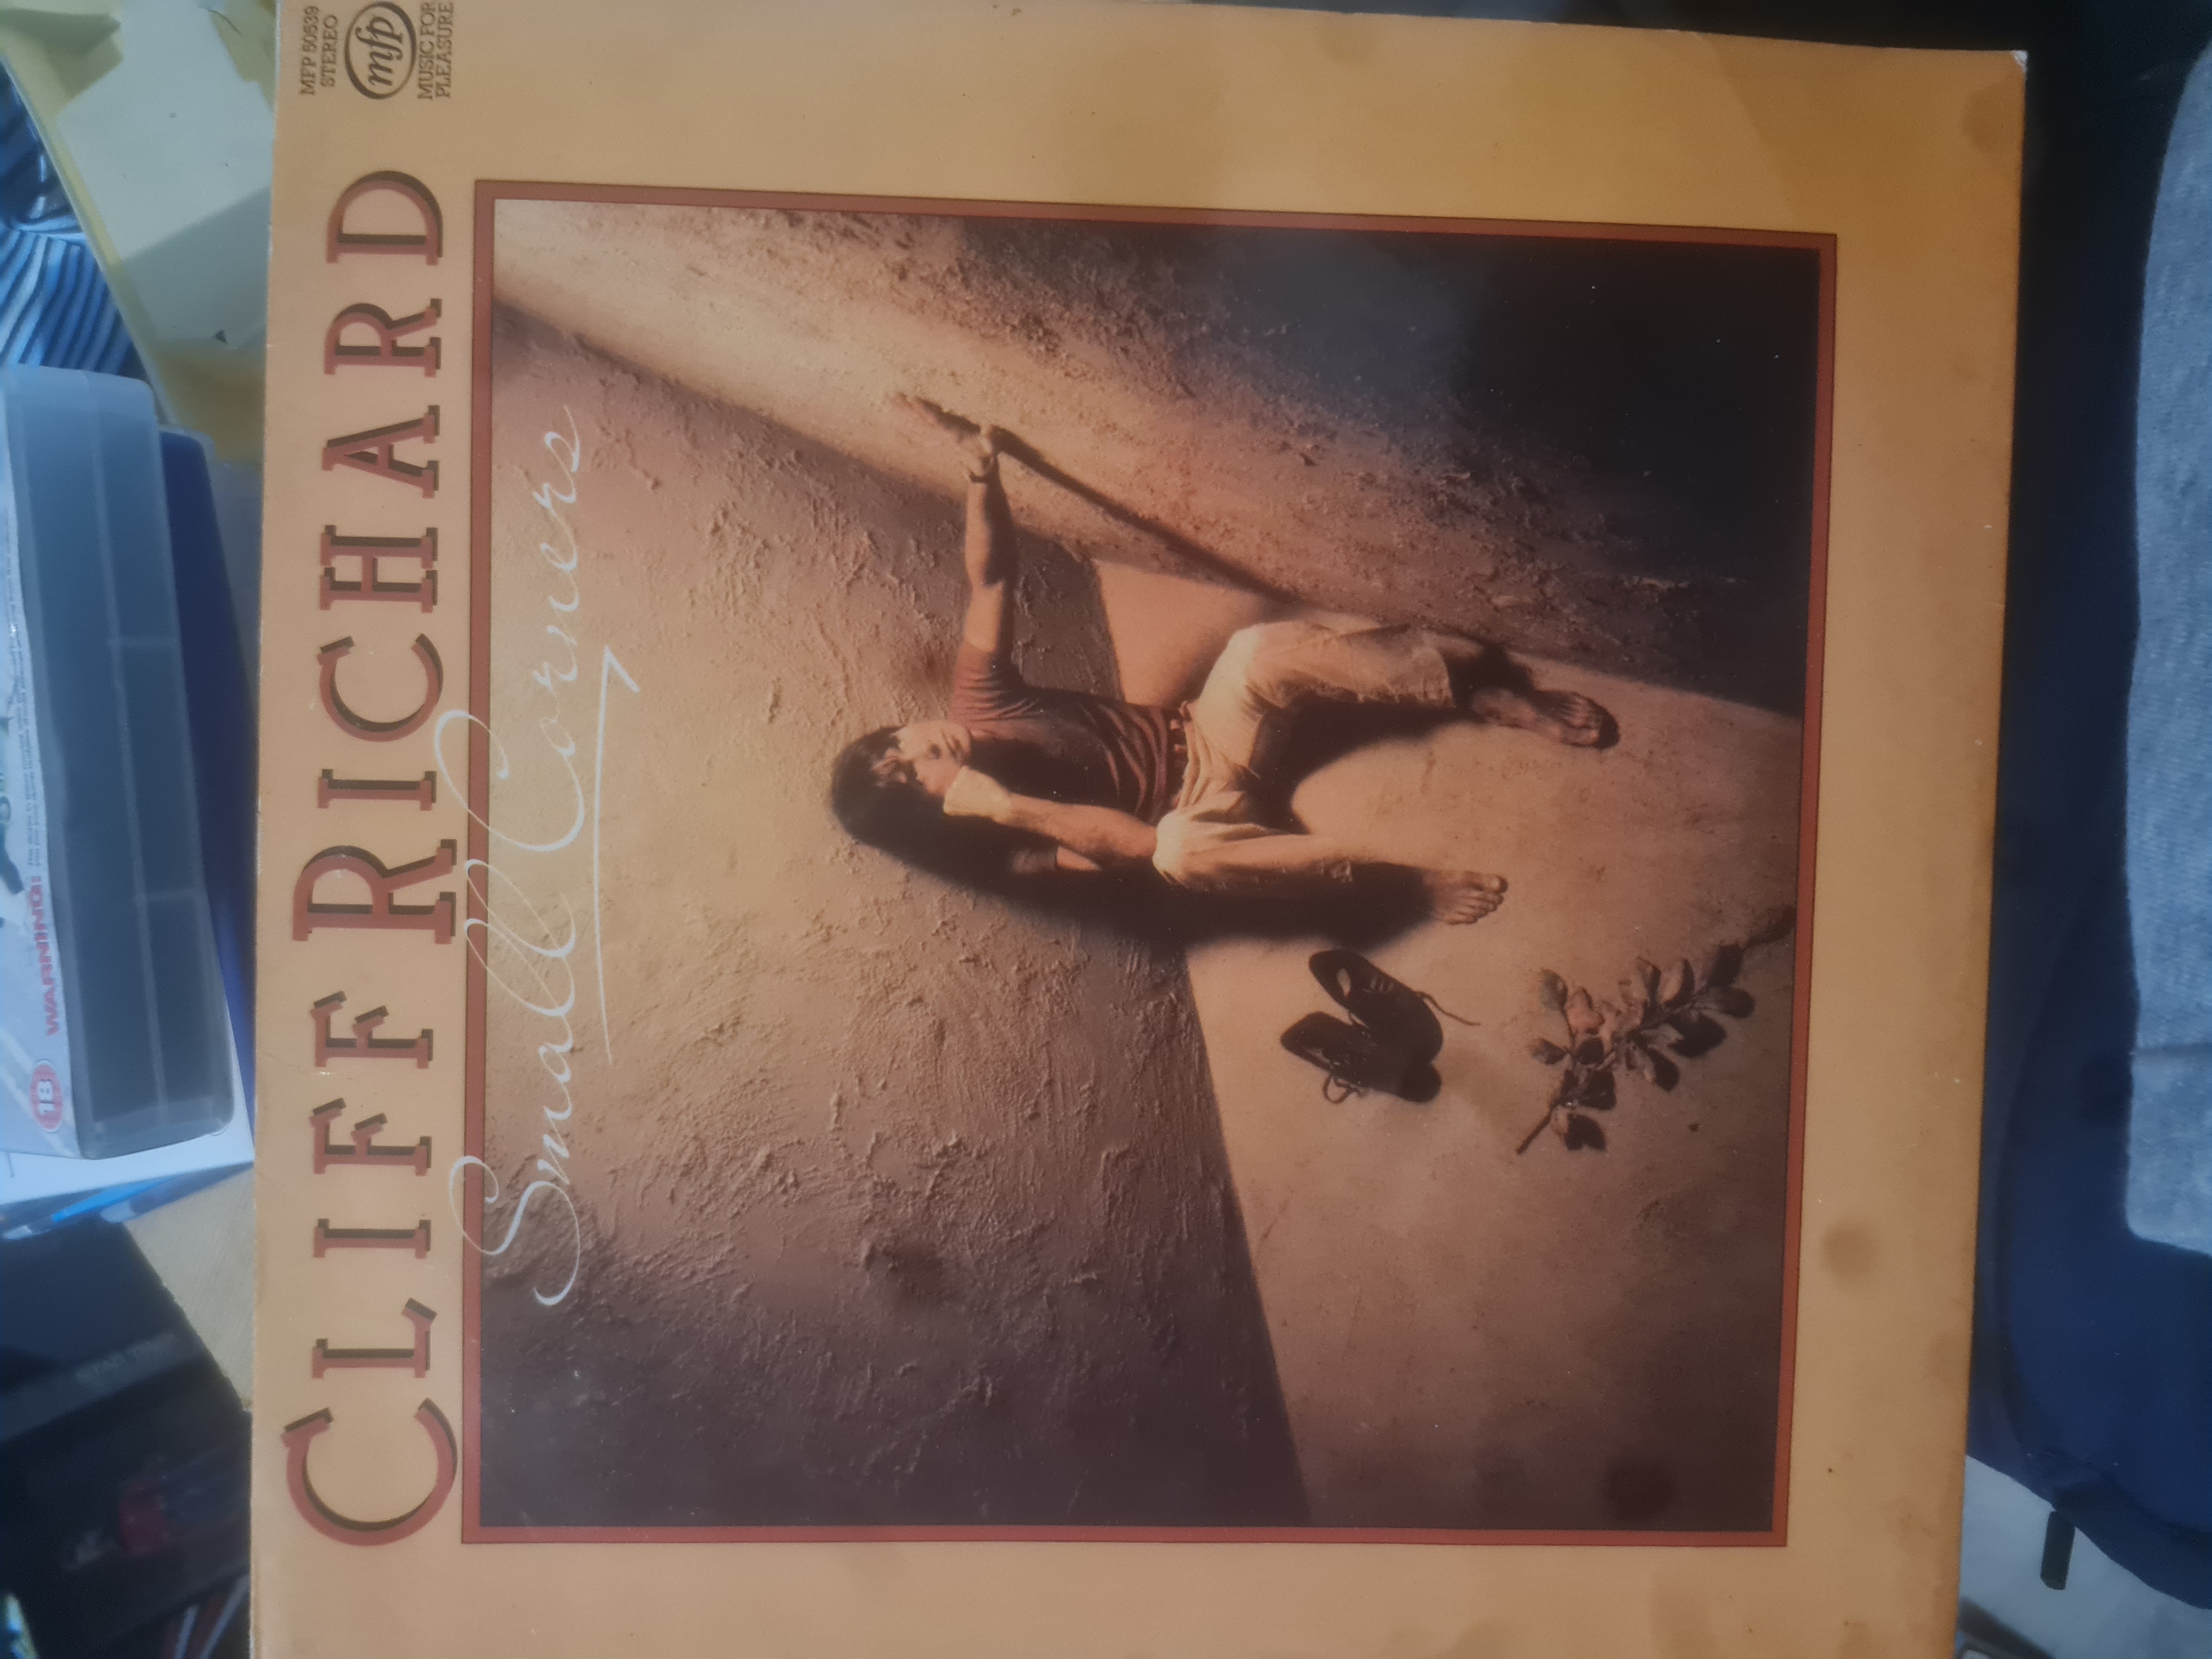 MFP 50539
STEREO
mfp
MUSIC FOR
PLEASURE
CLIFF RICHARD
Small Corners
WARNING:
18